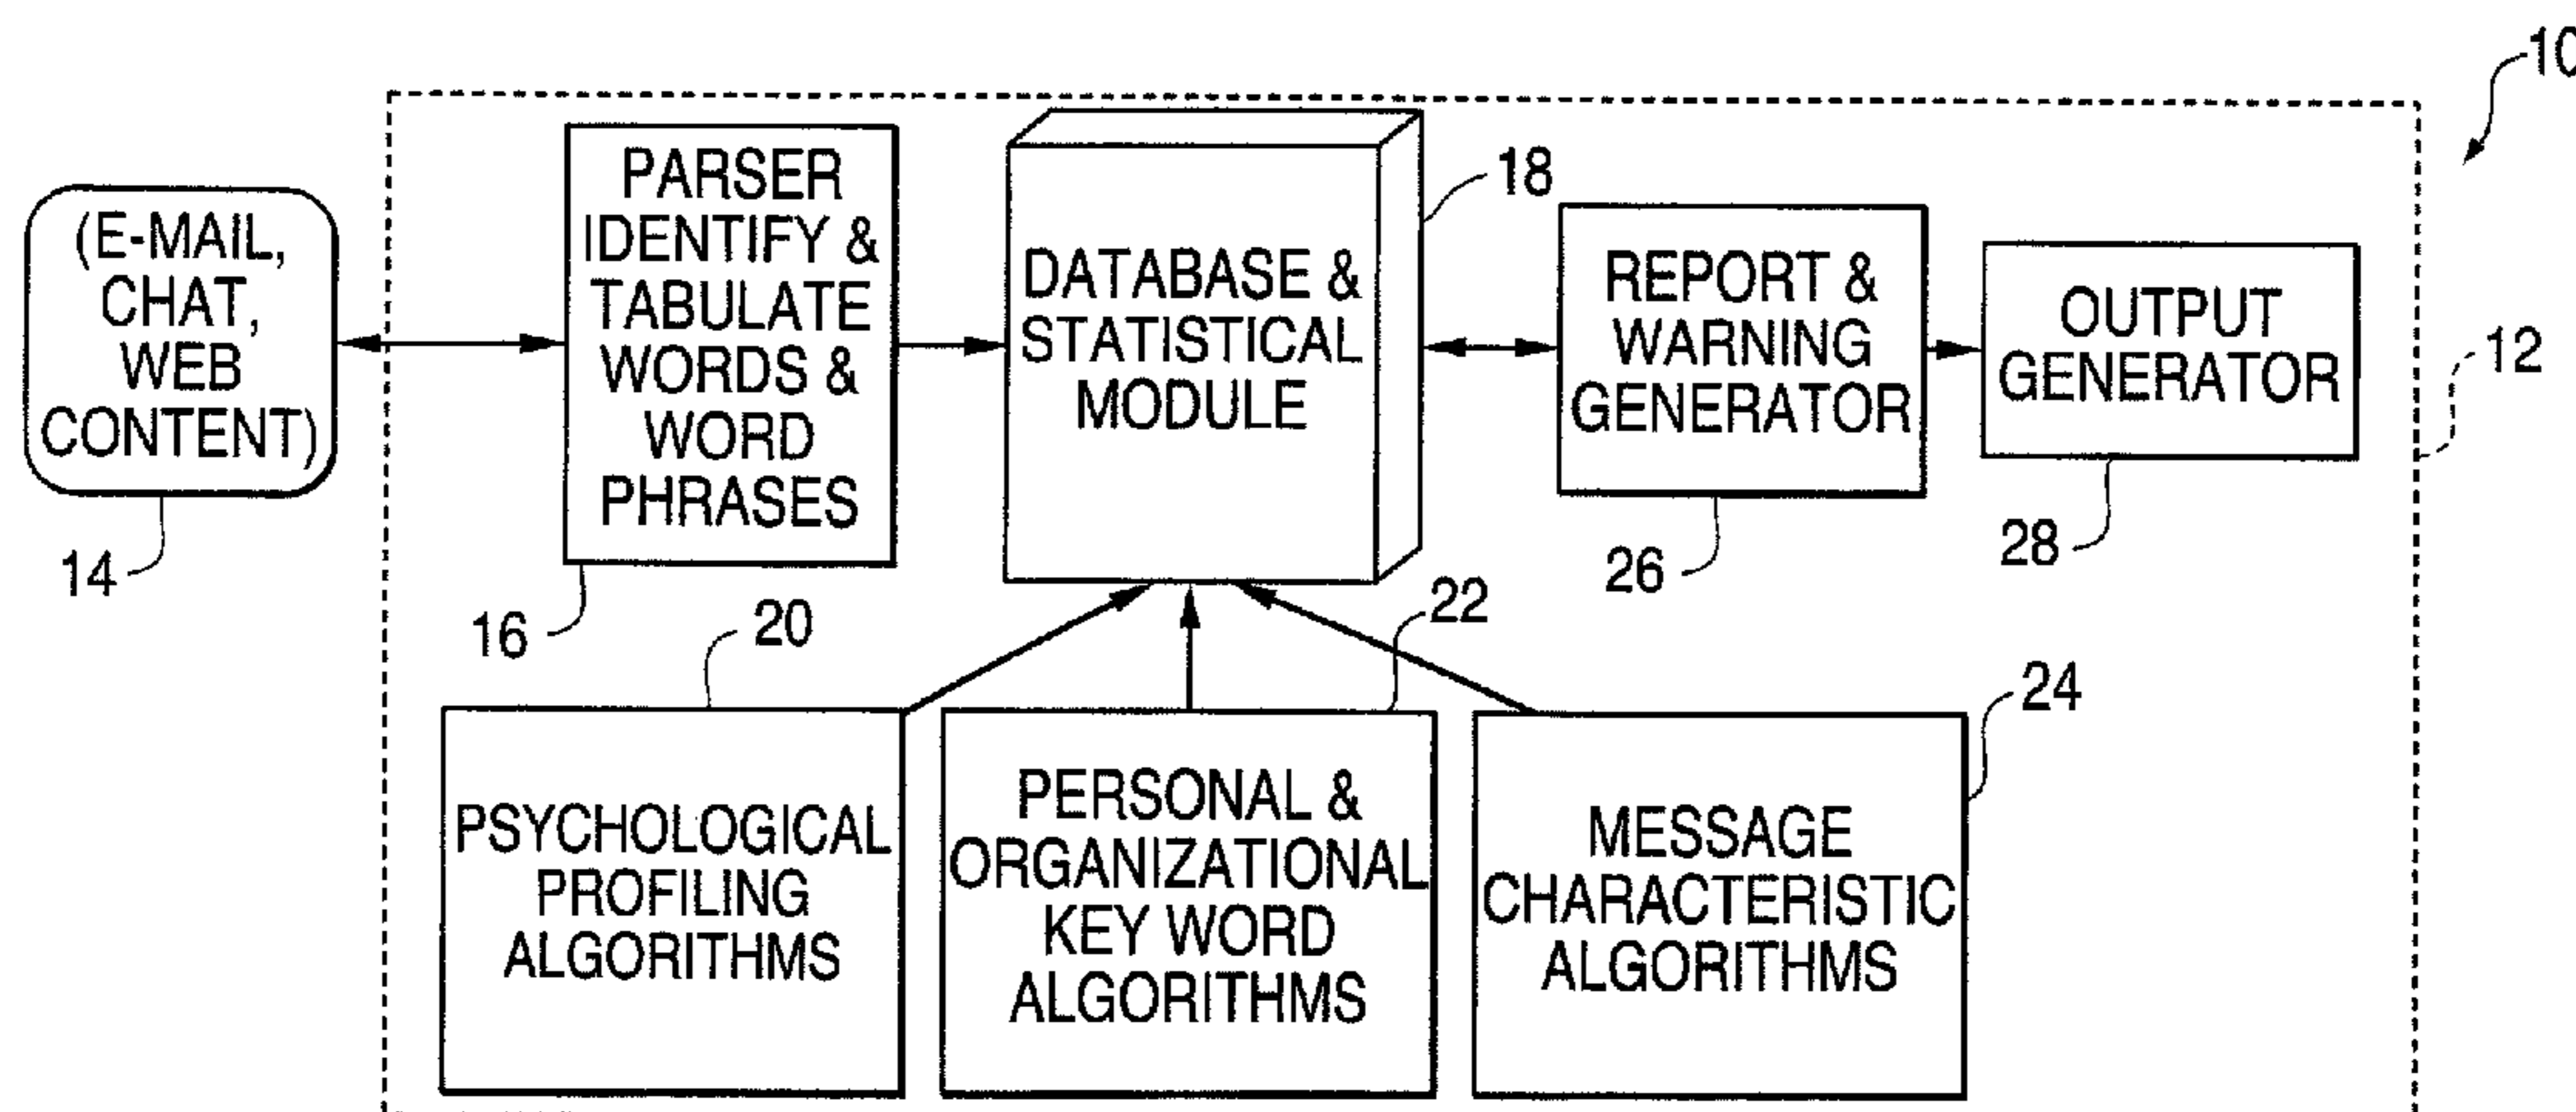 10
(E-MAIL,
CHAT,
WEB
CONTENT)
14
PARSER
IDENTIFY &
TABULATE
WORDS &
WORD
PHRASES
16
DATABASE &
STATISTICAL
MODULE
18
REPORT &
WARNING
GENERATOR
26
OUTPUT
GENERATOR
28
12
20
PSYCHOLOGICAL
PROFILING
ALGORITHMS
22
PERSONAL &
ORGANIZATIONAL
KEY WORD
ALGORITHMS
24
MESSAGE
CHARACTERISTIC
ALGORITHMS